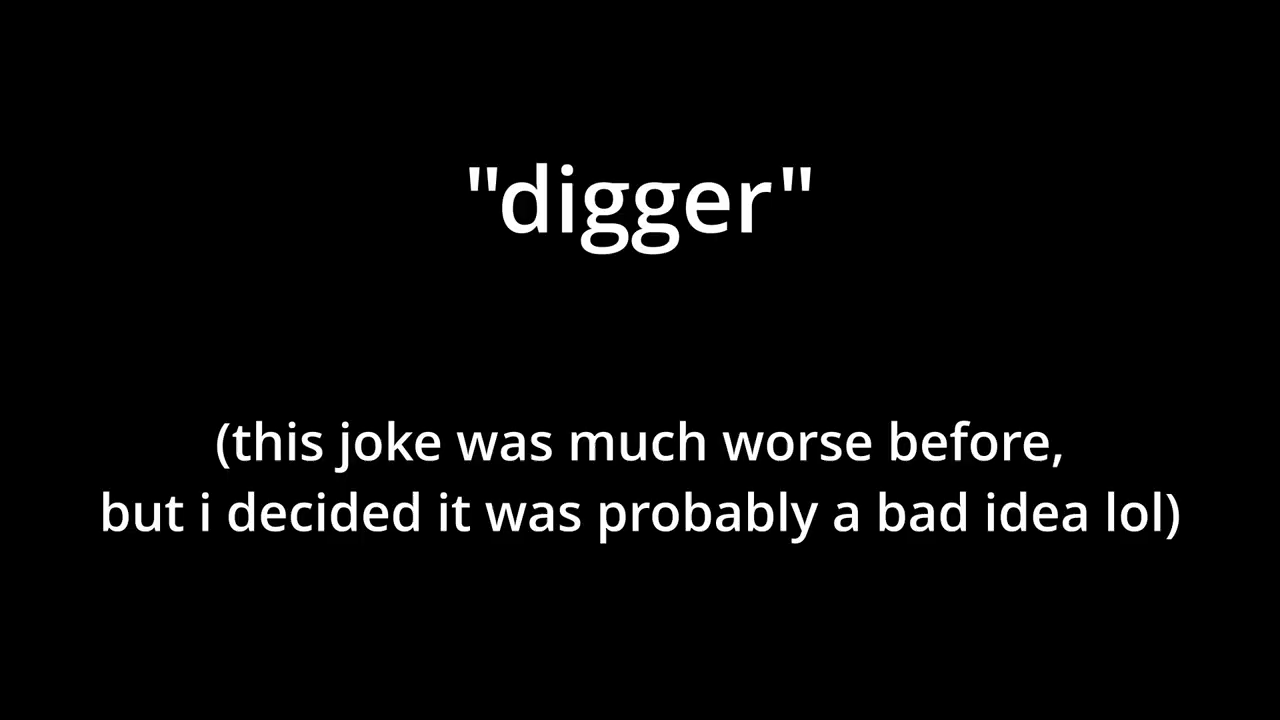 "digger"
(this joke was much worse before,
but i decided it was probably a bad idea lol)